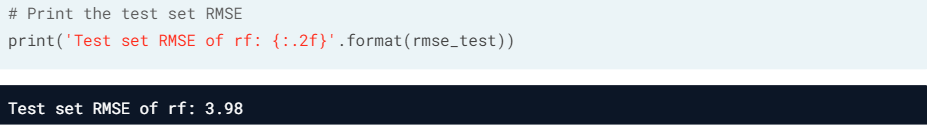 # Print the test set RMSE
print('Test set RMSE of rf: {:.2f}'.format(rmse_test))
Test set RMSE of rf: 3.98